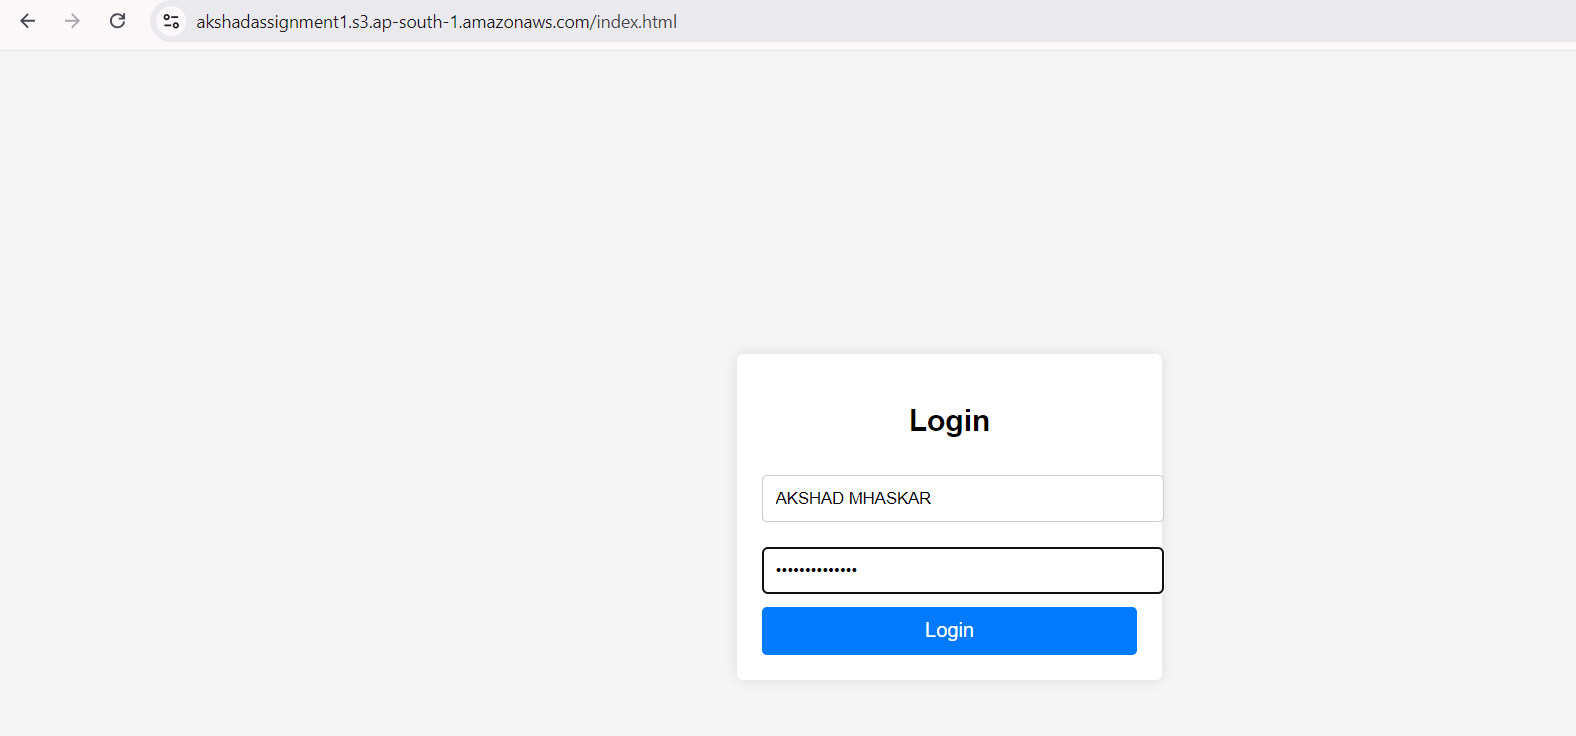 akshadassignment1.s3.ap-south-1.amazonaws.com/index.html
Login
AKSHAD MHASKAR
••••••••••••••
Login